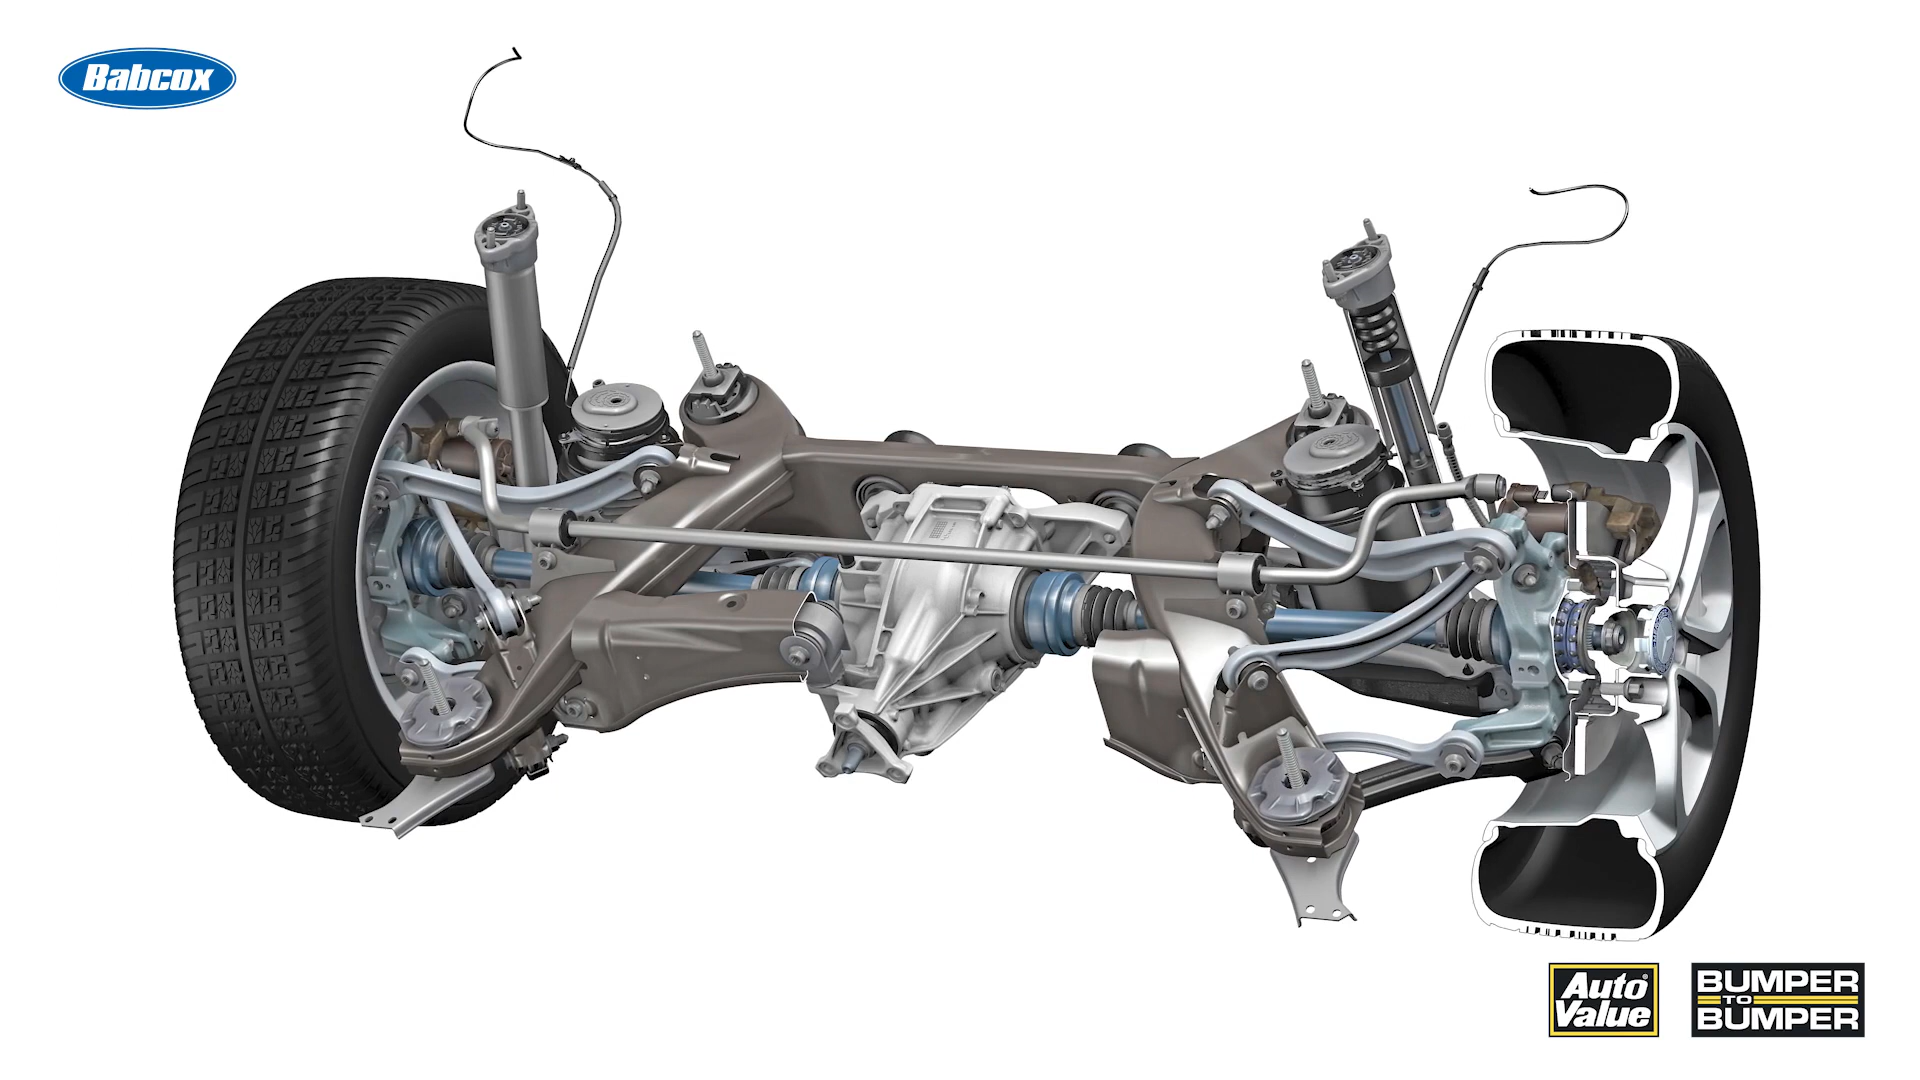 Babcox
Auto
Value
BUMPER
TO
BUMPER